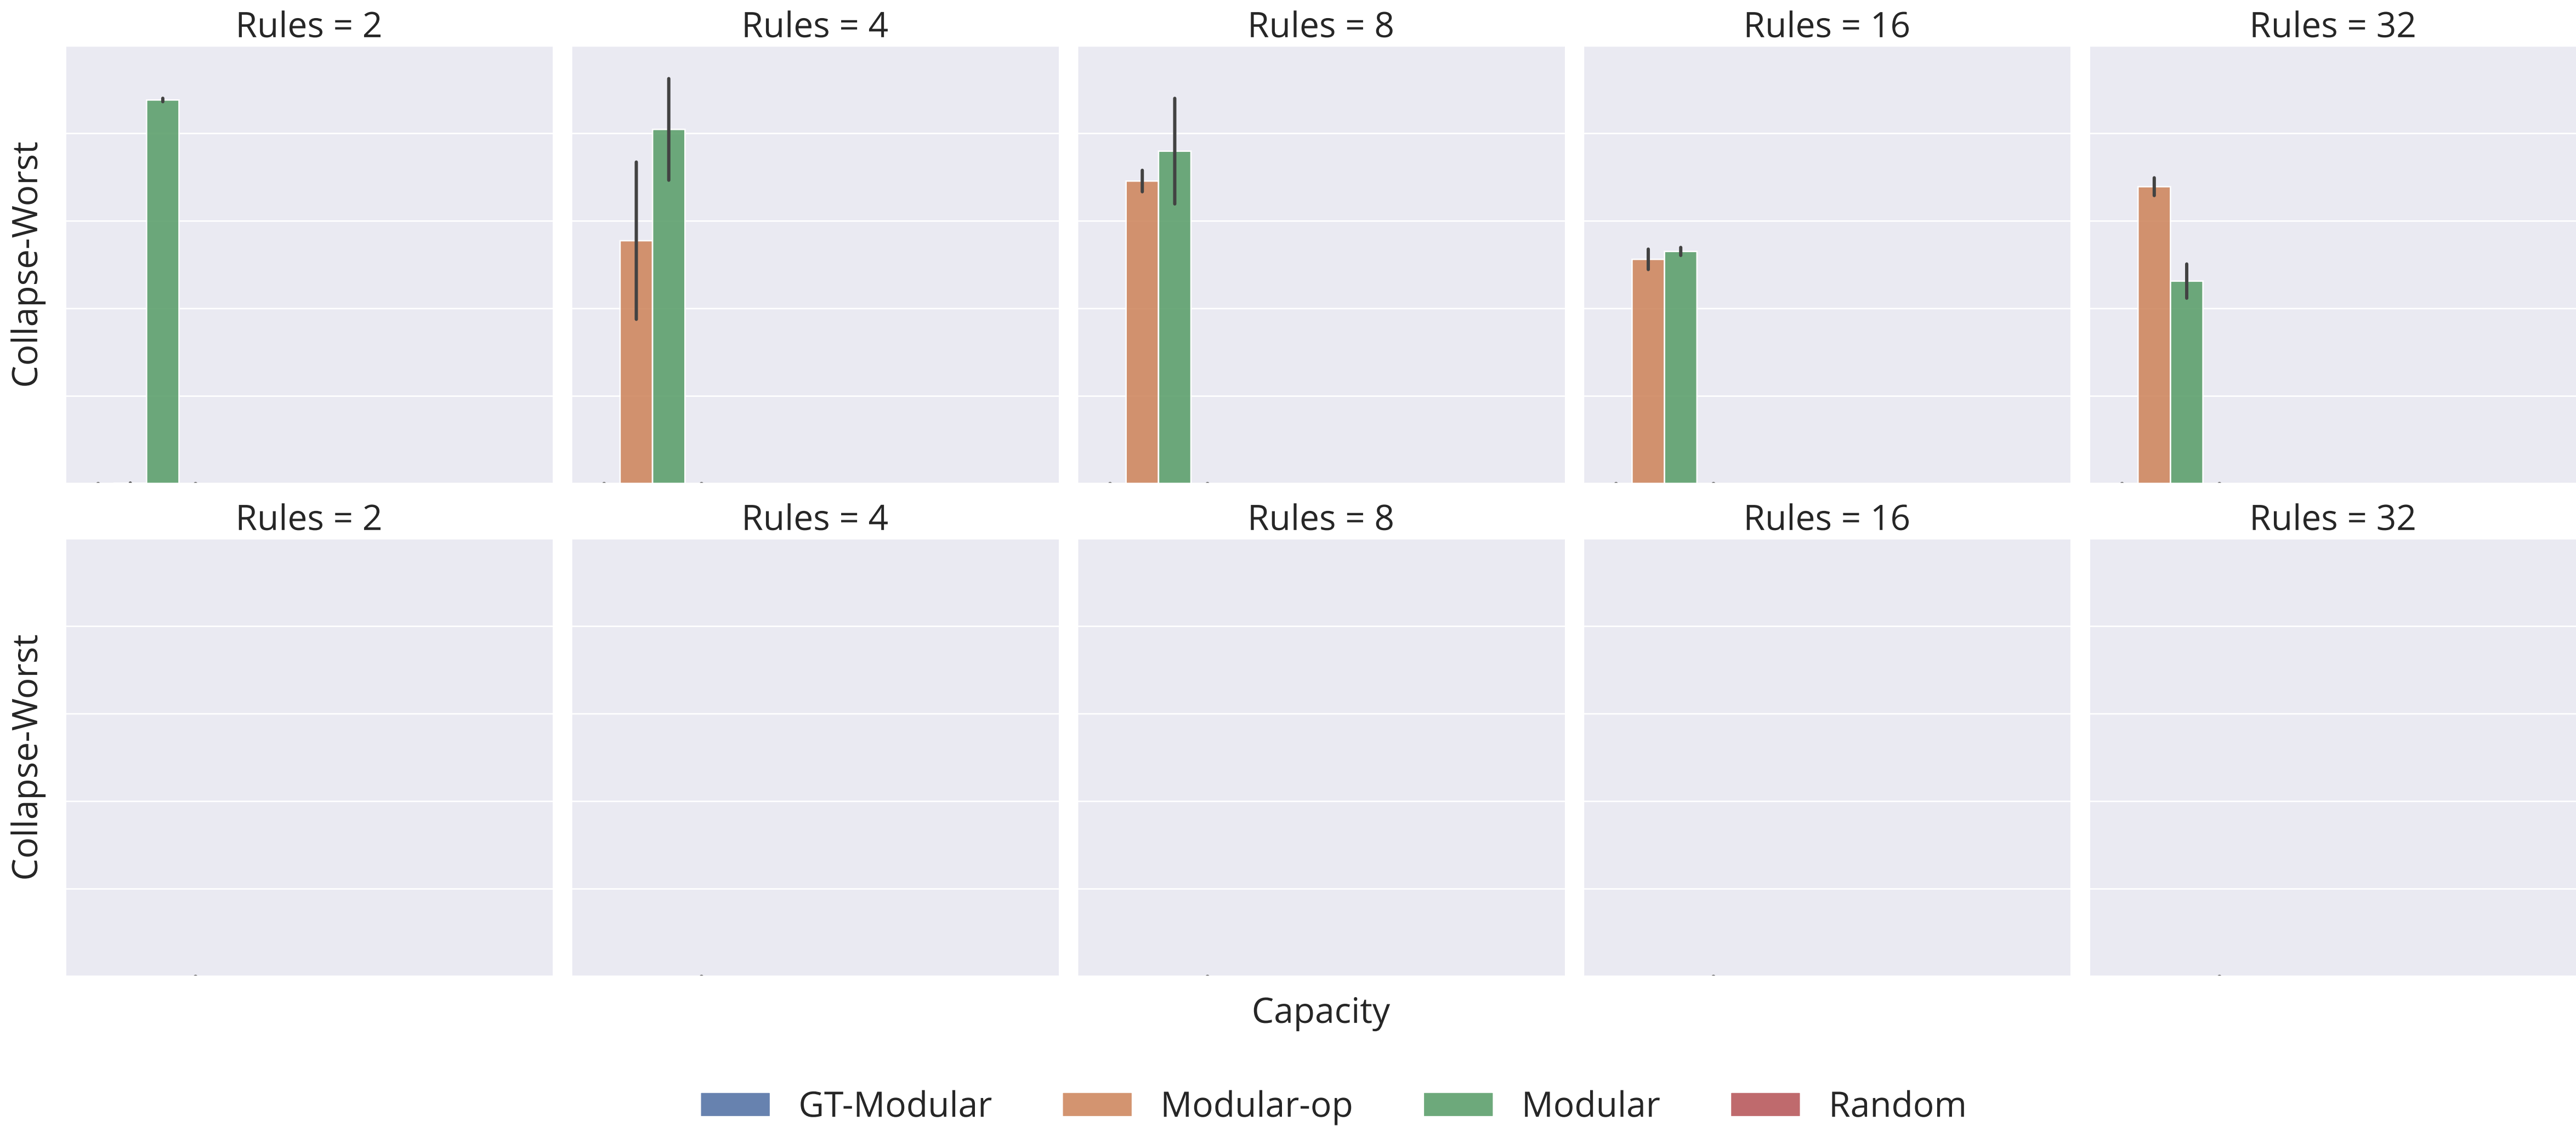 Rules = 2 Rules = 4 Rules = 8 Rules = 16 Rules = 32
Collapse-Worst
Rules = 2 Rules = 4 Rules = 8 Rules = 16 Rules = 32
Collapse-Worst
Capacity
GT-Modular Modular-op Modular Random